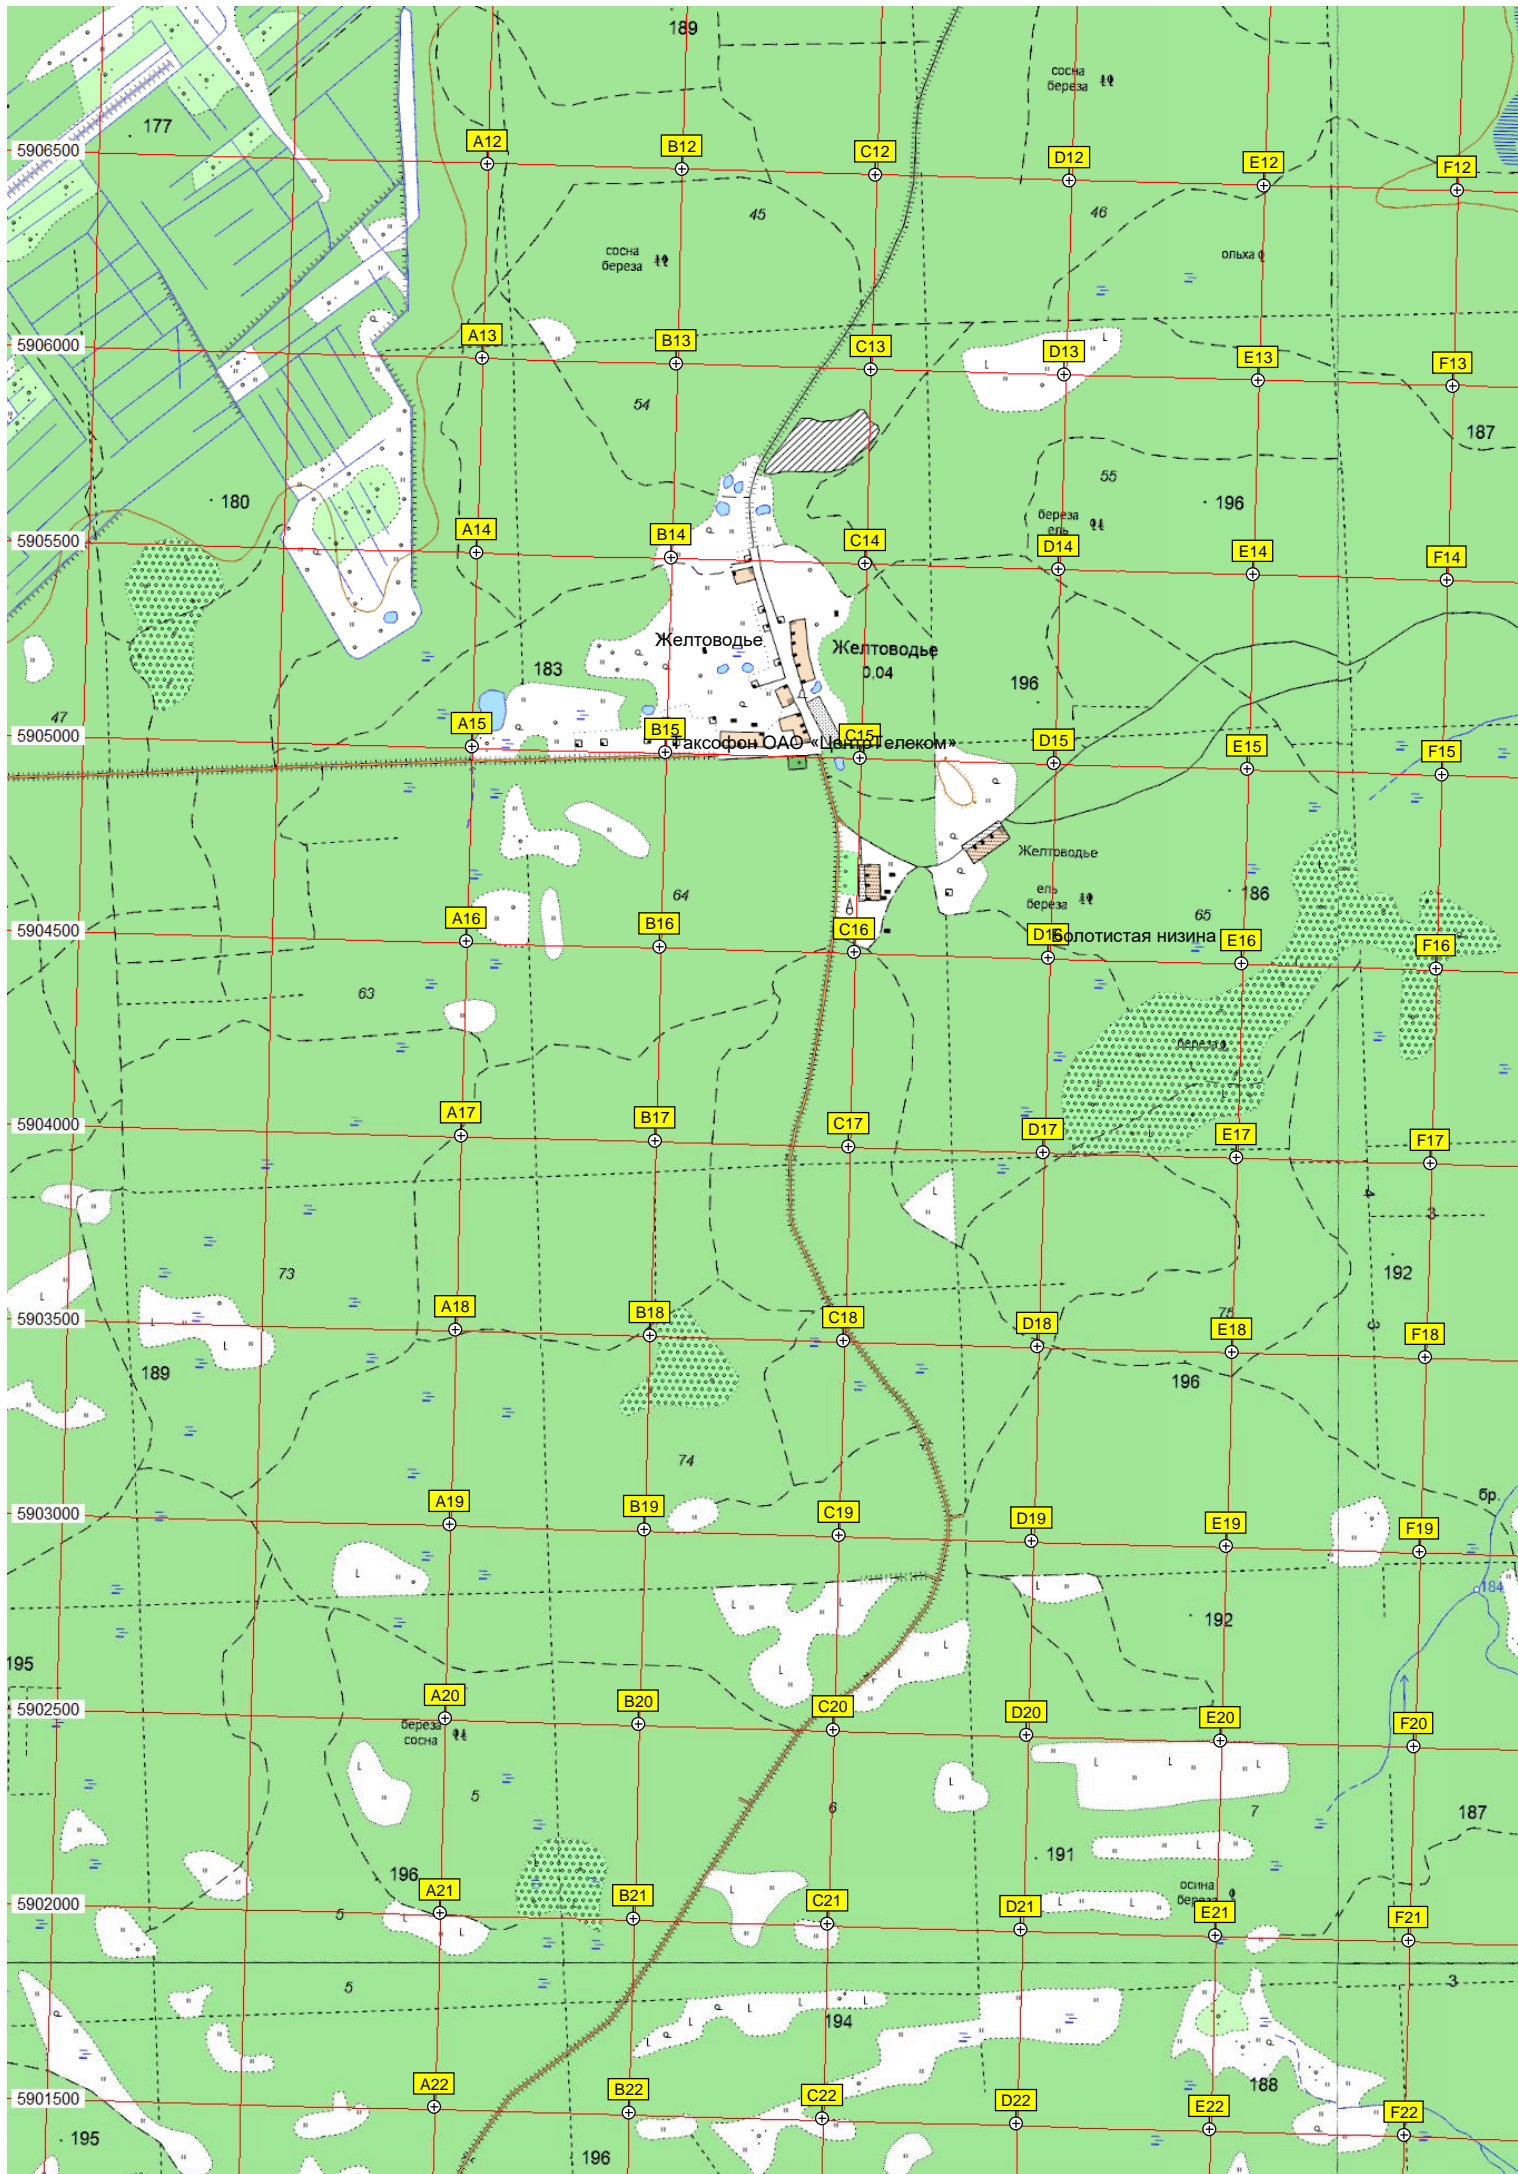 189
сосна
береза
177
5906500
A12
B12
C12
D12
E12
F12
45
46
сосна
береза
ольха
5906000
A13
B13
C13
D13
E13
F13
54
187
55
180
196
береза
ель
5905500
A14
B14
C14
D14
E14
F14
Желтоводье
Желтоводье
0,04
183
196
47
5905000
A15
B15
Таксофон ОАО «ЦентрТелеком»
C15
D15
E15
F15
Желтоводье
64
ель
береза
186
65
5904500
A16
B16
C16
D16
Болотистая низина
E16
F16
63
береза
5904000
A17
B17
C17
D17
E17
F17
4
3
73
192
5903500
A18
B18
C18
D18
75
E18
3
F18
189
196
74
бр.
5903000
A19
B19
C19
D19
E19
F19
184
192
195
5902500
A20
B20
C20
D20
E20
F20
береза
сосна
5
6
7
187
191
196
осина
береза
5902000
A21
5
B21
C21
D21
E21
F21
5
3
194
188
5901500
A22
B22
C22
D22
E22
F22
195
196